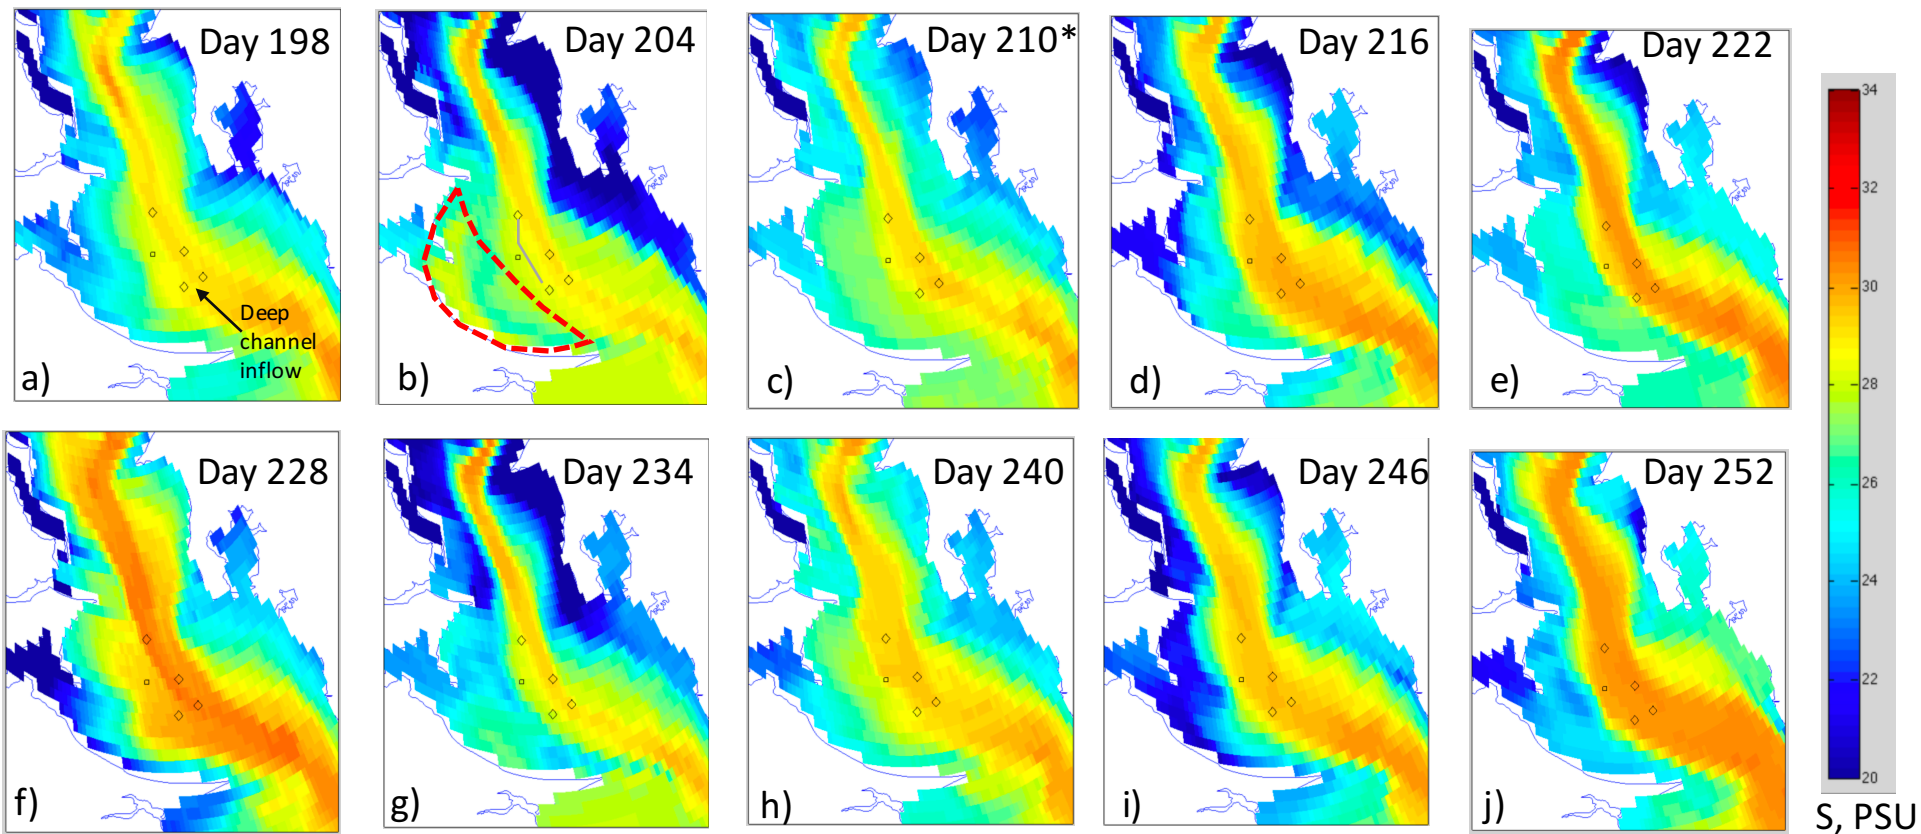 Day 198
Day 204
Day 210*
Day 216
Day 222
Deep
channel
inflow
a)
b)
c)
d)
e)
Day 228
Day 234
Day 240
Day 246
Day 252
f)
g)
h)
i)
j)
34
32
30
28
26
24
22
20
S, PSU